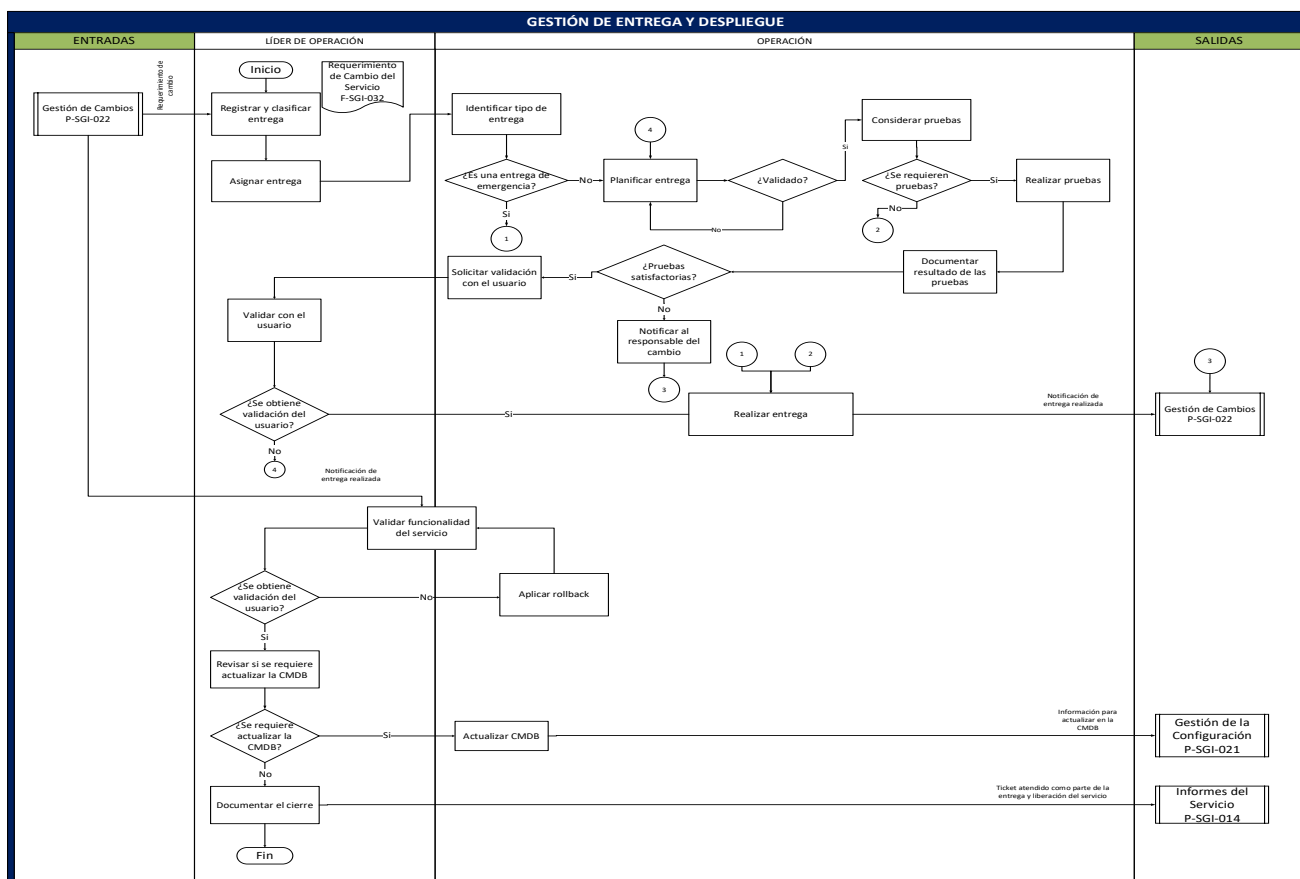 GESTIÓN DE ENTREGA Y DESPLIEGUE
ENTRADAS
LÍDER DE OPERACIÓN
OPERACIÓN
SALIDAS
Inicio
Requerimiento
de Cambio del
Servicio
F-SGI-032
Requerimiento de
cambio
Gestión de Cambios
P-SGI-022
Registrar y clasificar
entrega
Identificar tipo de
entrega
4
Considerar pruebas
Si
Asignar entrega
¿Es una entrega de
emergencia?
No
Planificar entrega
¿Validado?
¿Se requieren
pruebas?
Si
Realizar pruebas
Si
No
No
1
2
Solicitar validación
con el usuario
Si
¿Pruebas
satisfactorias?
Documentar
resultado de las
pruebas
Validar con el
usuario
No
Notificar al
responsable del
cambio
1
2
3
3
¿Se obtiene
validación del
usuario?
Si
Realizar entrega
Notificación de
entrega realizada
Gestión de Cambios
P-SGI-022
No
4
Notificación de
entrega realizada
Validar funcionalidad
del servicio
¿Se obtiene
validación del
usuario?
No
Aplicar rollback
Si
Revisar si se requiere
actualizar la CMDB
¿Se requiere
actualizar la
CMDB?
Si
Actualizar CMDB
Información para
actualizar en la
CMDB
Gestión de la
Configuración
P-SGI-021
No
Documentar el cierre
Ticket atendido como parte de la
entrega y liberación del servicio
Informes del
Servicio
P-SGI-014
Fin